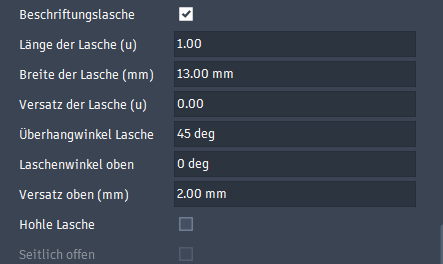 Beschriftungslasche
Länge der Lasche (u) 1.00
Breite der Lasche (mm) 13.00 mm
Versatz der Lasche (u) 0.00
Überhangwinkel Lasche 45 deg
Laschenwinkel oben 0 deg
Versatz oben (mm) 2.00 mm
Hohle Lasche
Seitlich offen